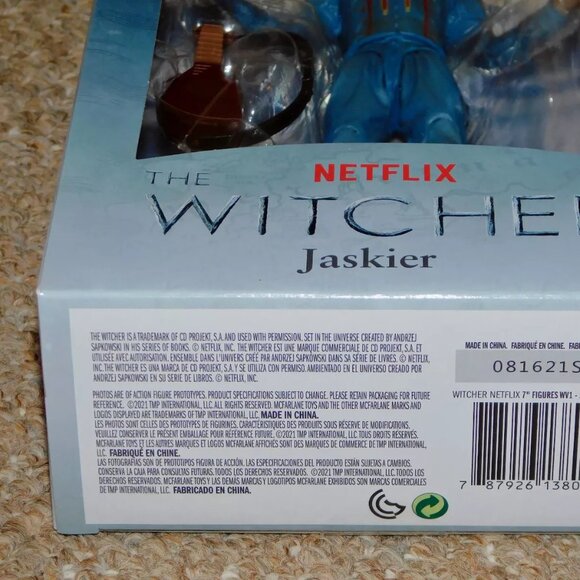 NETFLIX
THE
WITCHE
Jaskier
THE WITCHER IS A TRADEMARK OF CD PROJEKT, S.A. AND USED WITH PERMISSION. SET IN THE UNIVERSE CREATED BY ANDRZEJ
SAPKOWSKI IN HIS SERIES OF BOOKS. © NETFLIX, INC. THE WITCHER EST UNE MARQUE COMMERCIALE DE CD PROJEKT, S.A. ET
UTILISÉE AVEC AUTORISATION. ENSEMBLE DANS L'UNIVERS CRÉÉ PAR ANDRZEJ SAPKOWSKI DANS SA SÉRIE DE LIVRES. © NETFLIX,
INC. THE WITCHER ES UNA MARCA DE CD PROJEKT, S.A. Y SE UTILIZA CON PERMISO. AMBIENTADO EN EL UNIVERSO CREADO POR
ANDRZEJ SAPKOWSKI EN SU SERIE DE LIBROS. © NETFLIX, INC.
PHOTOS ARE OF ACTION FIGURE PROTOTYPES. PRODUCT SPECIFICATIONS SUBJECT TO CHANGE. PLEASE RETAIN PACKAGING FOR FUTURE
REFERENCE. ©2021 TMP INTERNATIONAL, LLC. ALL RIGHTS RESERVED. MCFARLANE TOYS AND THE OTHER MCFARLANE MARKS AND
LOGOS DISPLAYED ARE TRADEMARKS OF TMP INTERNATIONAL, LLC. MADE IN CHINA.
LES PHOTOS SONT CELLES DES PROTOTYPES DE FIGURINES. CARACTÉRISTIQUES DES PRODUITS SOUS RÉSERVE DE MODIFICATIONS.
VEUILLEZ CONSERVER LE PRÉSENT EMBALLAGE POUR RÉFÉRENCE FUTURE. ©2021 TMP INTERNATIONAL, LLC TOUS DROITS RESERVES.
MCFARLANE TOYS ET LES AUTRES MARQUES ET LOGOS MCFARLANE AFFICHÉS SONT DES MARQUES DE COMMERCE DE TMP INTERNATIONAL,
LLC. FABRIQUÉ EN CHINE.
LAS FOTOGRAFÍAS SON DE PROTOTIPOS FIGURA DE ACCIÓN. LAS ESPECIFICACIONES DEL PRODUCTO ESTÁN SUJETAS A CAMBIOS.
CONSERVE LA CAJA PARA CONSULTAS FUTURAS. TODOS LOS DERECHOS RESERVADOS. ©2021 TMP INTERNATIONAL, LLC.TODOS LOS
DERECHOS RESERVADOS. MCFARLANE TOYS Y LAS DEMÁS MARCAS Y LOGOTIPOS MCFARLANE EXHIBIDOS SON MARCAS COMERCIALES
DE TMP INTERNATIONAL, LLC. FABRICADO EN CHINA.
MADE IN CHINA. FABRIQUÉ EN CHINE. FAB
081621S
WITCHER NETFLIX 7" FIGURES WV1 -
7 87926 1380